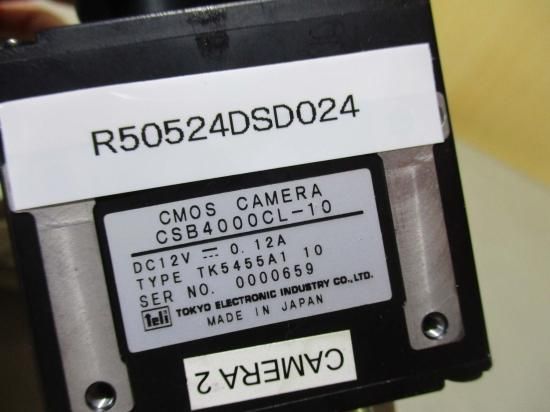 R50524DSD024
CMOS CAMERA
CSB4000CL-10
DC12V ⎓ 0.12A
TYPE TK5455A1 10
SER NO. 0000659
teli TOKYO ELECTRONIC INDUSTRY CO., LTD.
MADE IN JAPAN
CAMERA 2